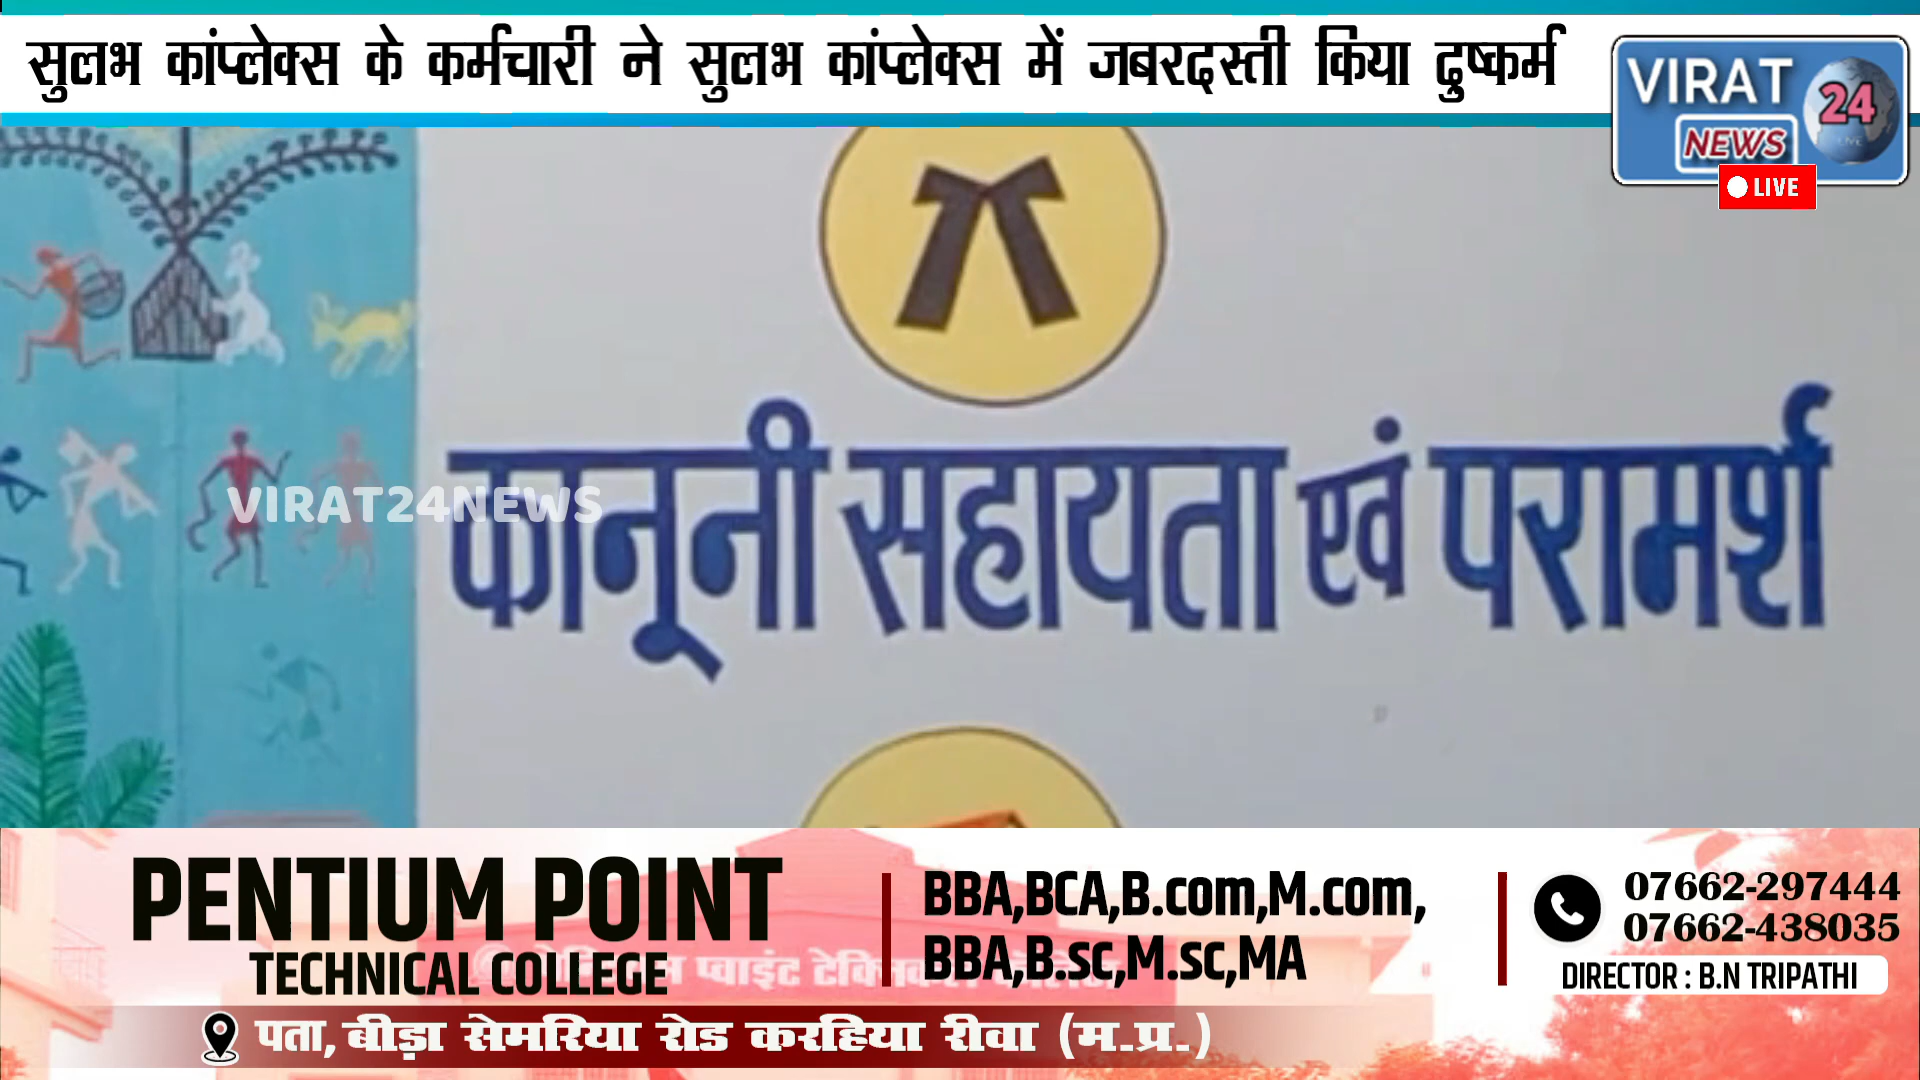 सुलभ कांप्लेक्स के कर्मचारी ने सुलभ कांप्लेक्स में जबरदस्ती किया दुष्कर्म
VIRAT
24
NEWS
LIVE
LIVE
कानूनी सहायता एवं परामर्श
VIRAT24NEWS
PENTIUM POINT
TECHNICAL COLLEGE
BBA,BCA,B.com,M.com,
BBA,B.sc,M.sc,MA
07662-297444
07662-438035
DIRECTOR : B.N TRIPATHI
पता, बीड़ा सेमरिया रोड करहिया रीवा (म.प्र.)